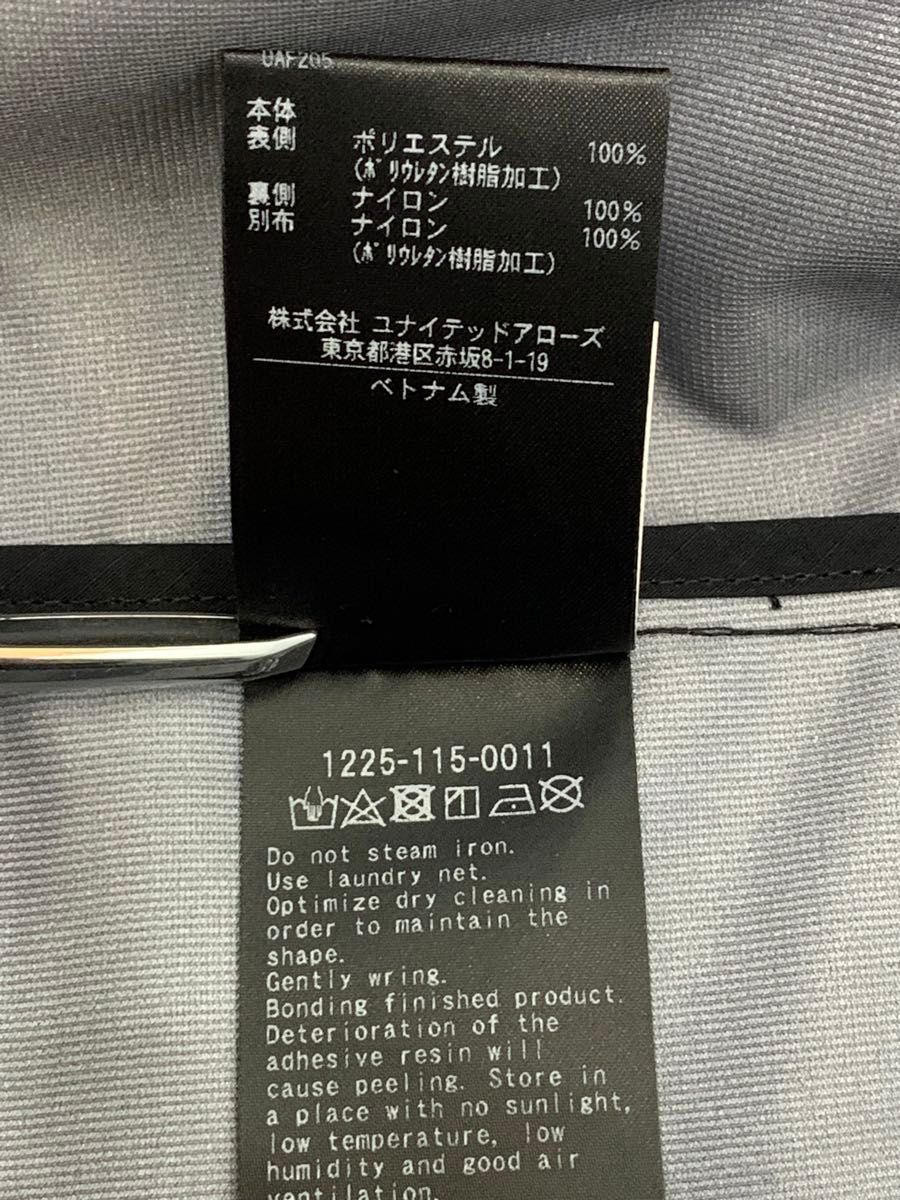 UAF205
本体
表側 ポリエステル 100%
(ポリウレタン樹脂加工)
裏側 ナイロン 100%
別布 ナイロン 100%
(ポリウレタン樹脂加工)
株式会社 ユナイテッドアローズ
東京都港区赤坂8-1-19
ベトナム製
1225-115-0011
Do not steam iron.
Use laundry net.
Optimize dry cleaning in
order to maintain the
shape.
Gently wring.
Bonding finished product.
Deterioration of the
adhesive resin will
cause peeling. Store in
a place with no sunlight,
low temperature, low
humidity and good air
ventilation.